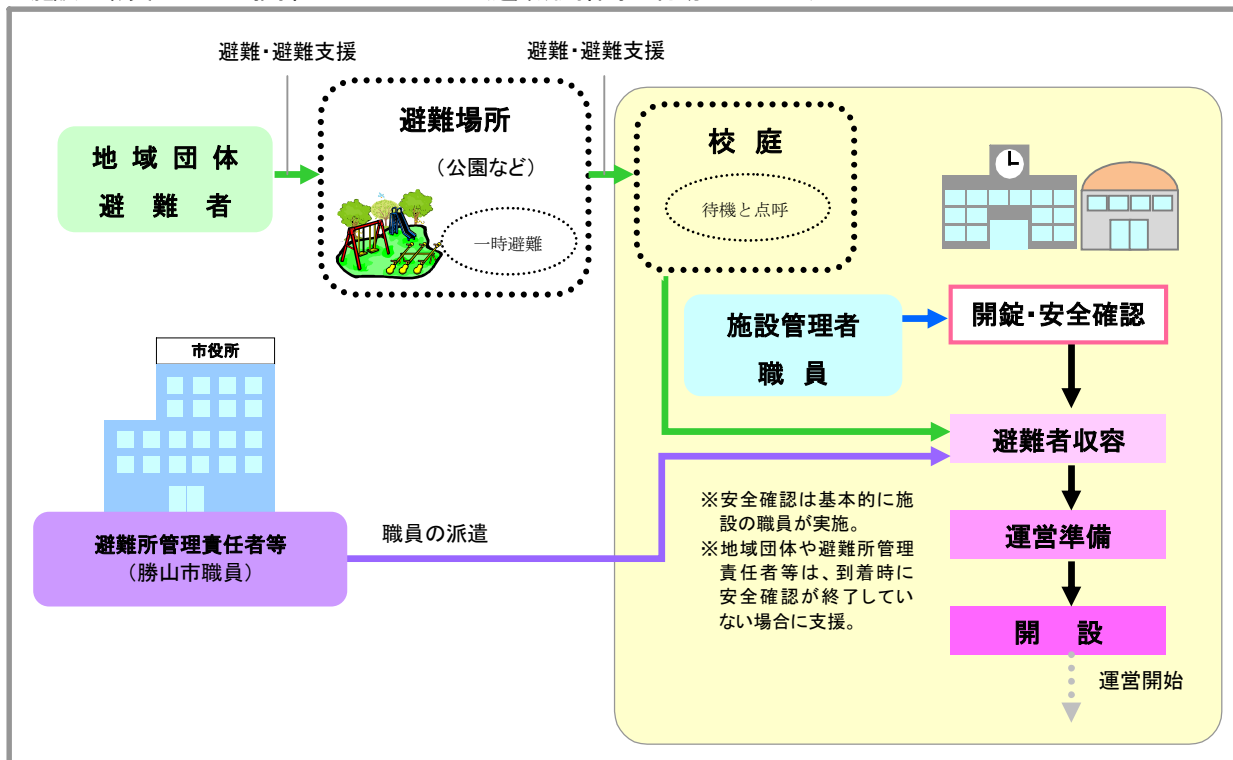 避難・避難支援
避難・避難支援
地域団体
避難者
避難場所
（公園など）
一時避難
校庭
待機と点呼
施設管理者
職員
開錠・安全確認
市役所
避難者収容
避難所管理責任者等
（勝山市職員）
職員の派遣
※安全確認は基本的に施
設の職員が実施。
※地域団体や避難所管理
責任者等は、到着時に
安全確認が終了してい
ない場合に支援。
運営準備
開設
運営開始